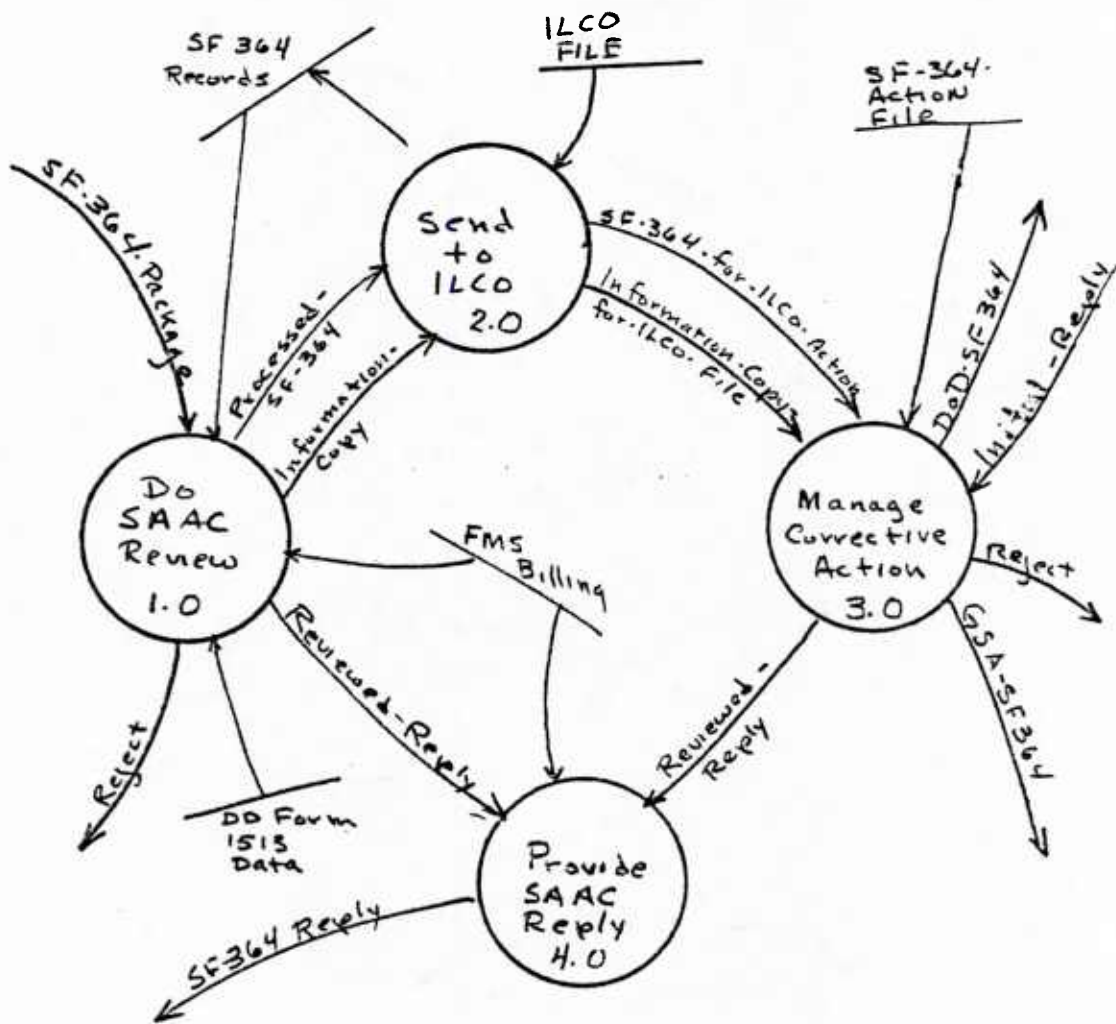 SF 364
Records
ILCO
FILE
SF-364-
Action
File
SF-364-Package
Send
to
ILCO
2.0
SF-364-for-ILCO-Action
Information-Copy
for-ILCO-File
Processed-
SF-364
Information-
Copy
DoD-SF364
Initial-Reply
Do
SAAC
Review
1.0
FMS
Billing
Manage
Corrective
Action
3.0
Reject
GSA-SF364
Reviewed-Reply
Reviewed-
Reply
Reject
DD Form
1513
Data
Provide
SAAC
Reply
4.0
SF364 Reply